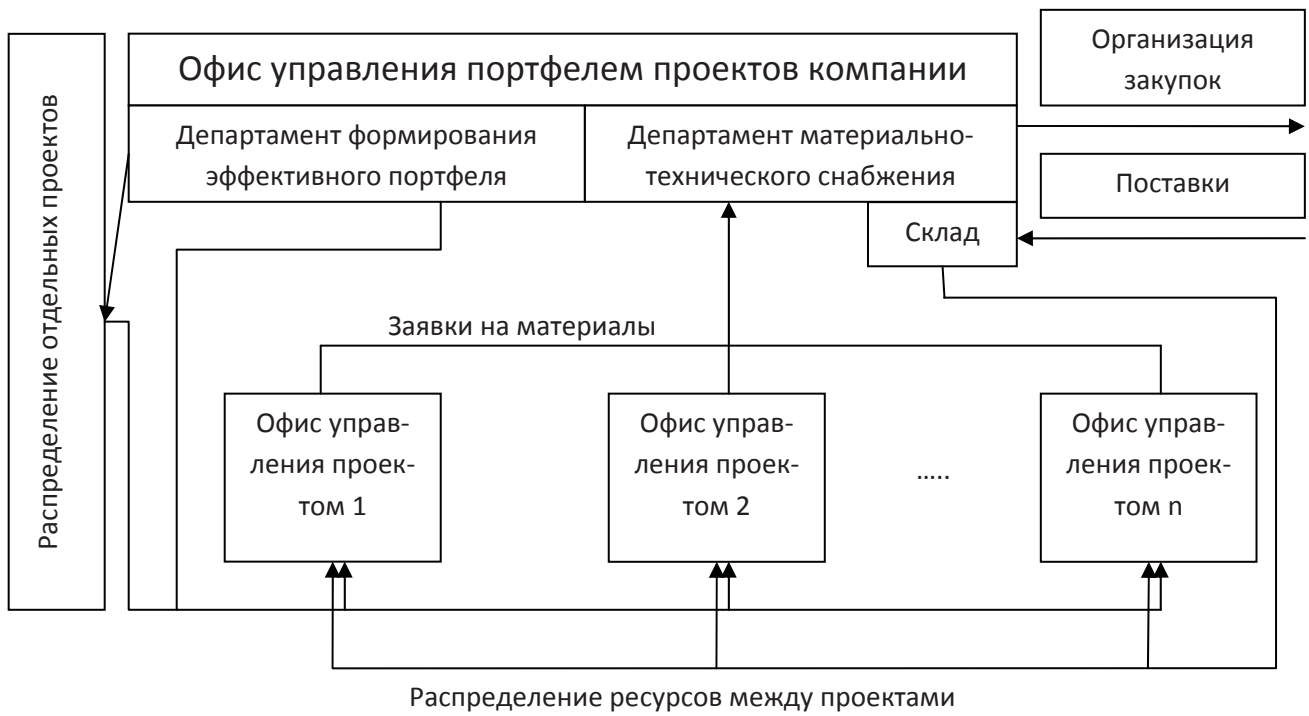 Организация
закупок
Офис управления портфелем проектов компании
Департамент формирования
эффективного портфеля
Департамент материально-
технического снабжения
Поставки
Склад
Распределение отдельных проектов
Заявки на материалы
Офис управ-
ления проек-
том 1
Офис управ-
ления проек-
том 2
.....
Офис управ-
ления проек-
том n
Распределение ресурсов между проектами